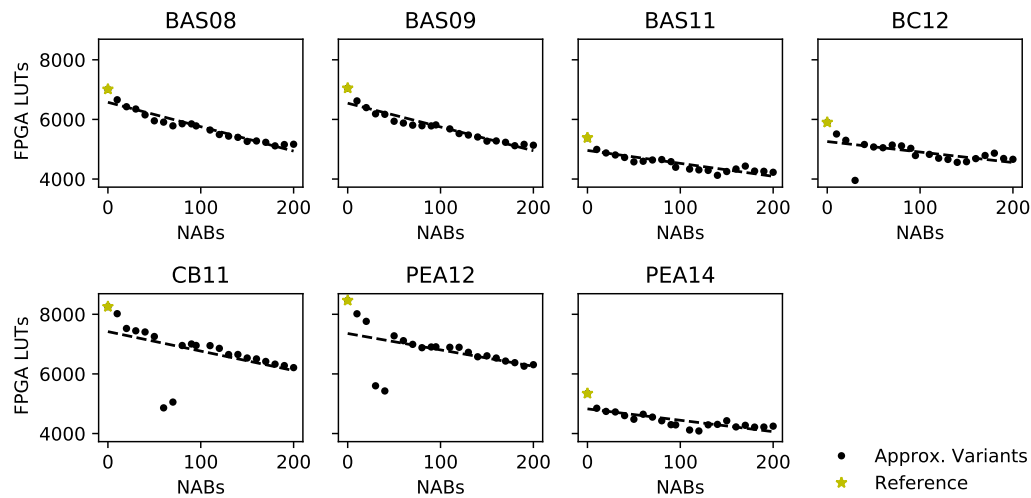 BAS08 BAS09 BAS11 BC12
8000
6000
4000
FPGA LUTs
0 100 200 0 100 200 0 100 200 0 100 200
NABs NABs NABs NABs
CB11 PEA12 PEA14
8000
6000
4000
FPGA LUTs
0 100 200 0 100 200 0 100 200
NABs NABs NABs
Approx. Variants
Reference